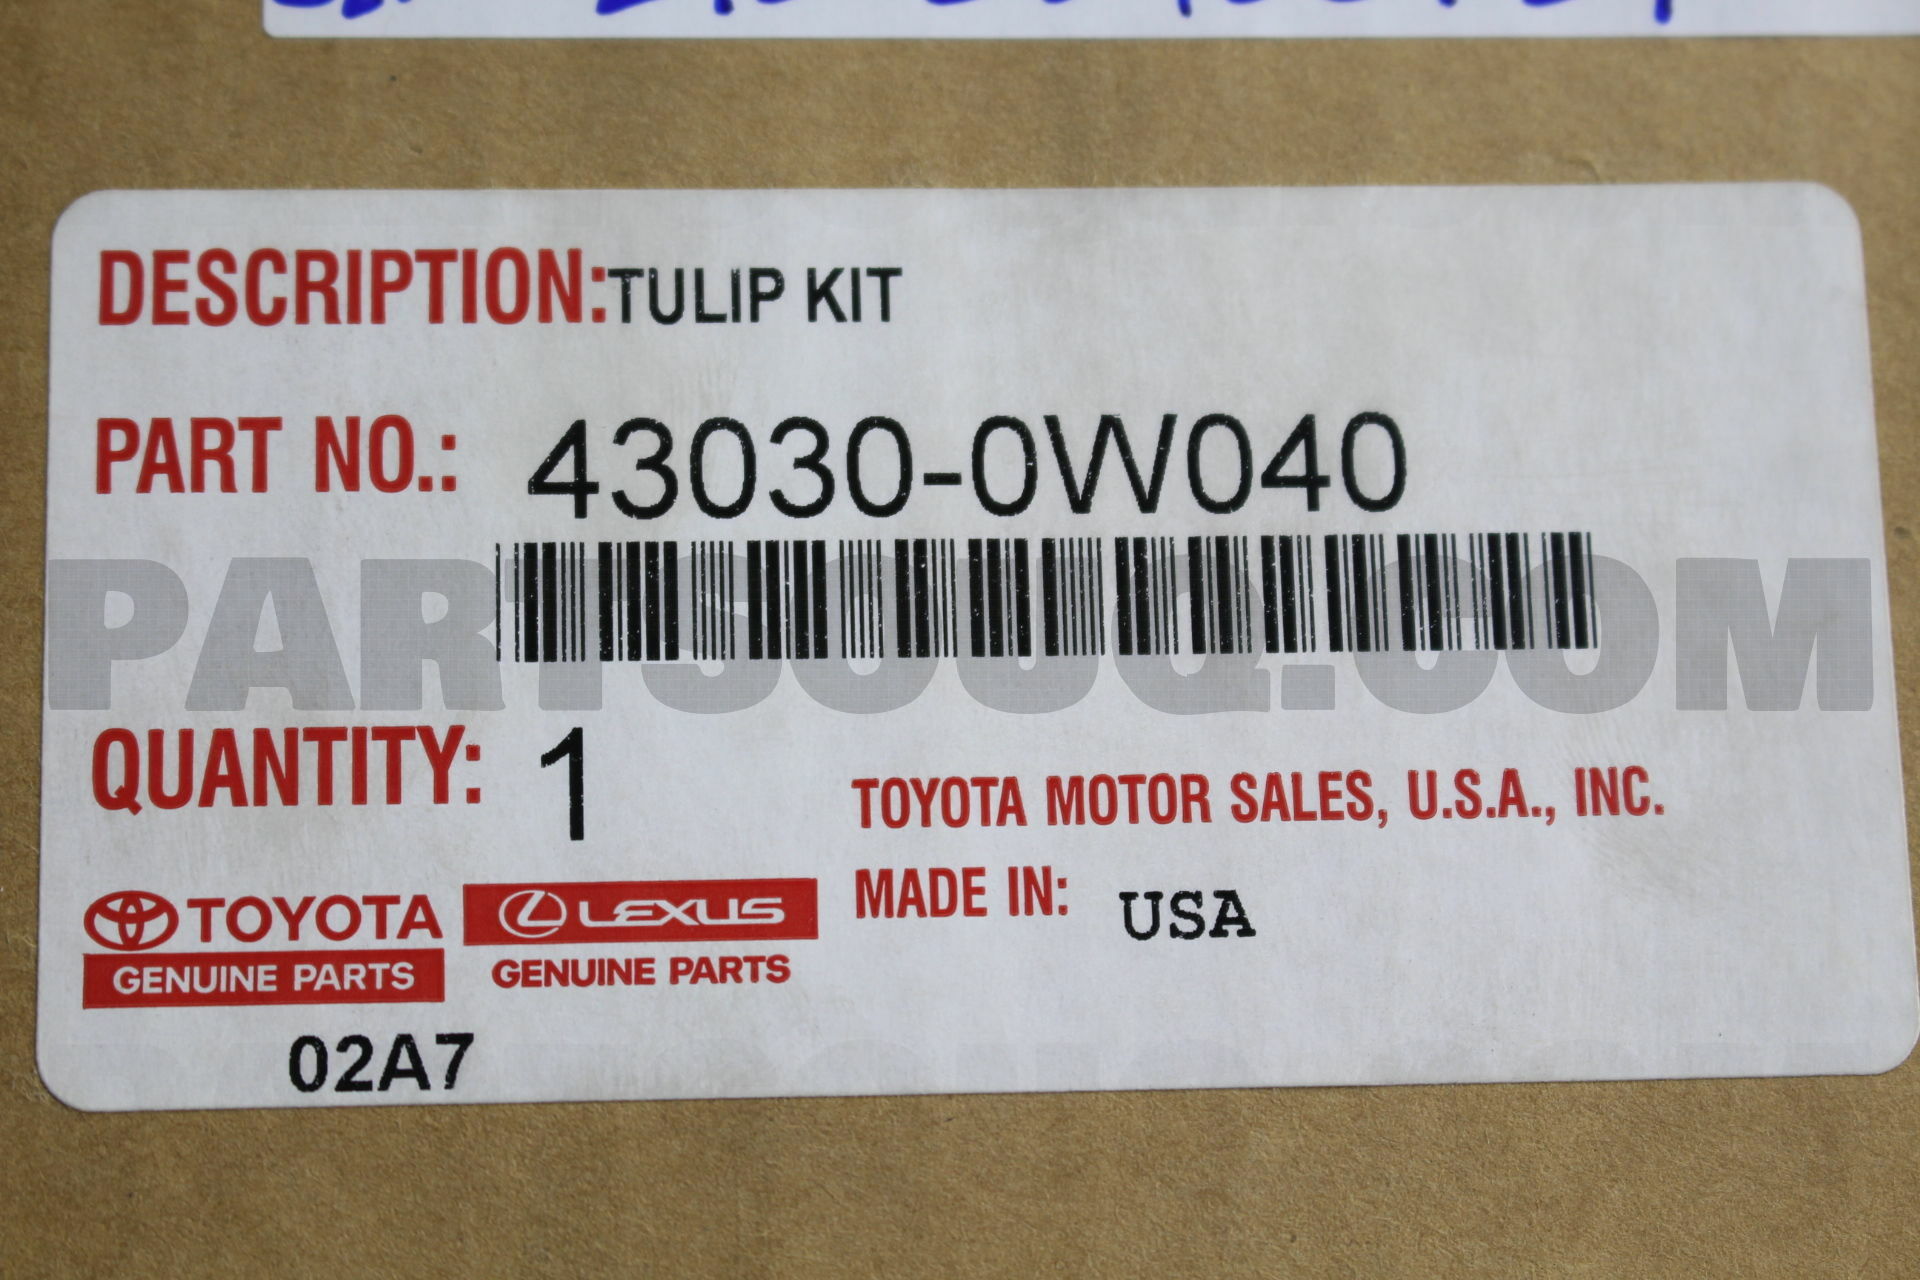 DESCRIPTION:TULIP KIT
PART NO.: 43030-0W040
PARTSOUQ.COM
QUANTITY: 1
TOYOTA MOTOR SALES, U.S.A., INC.
MADE IN: USA
TOYOTA
GENUINE PARTS
LEXUS
GENUINE PARTS
02A7